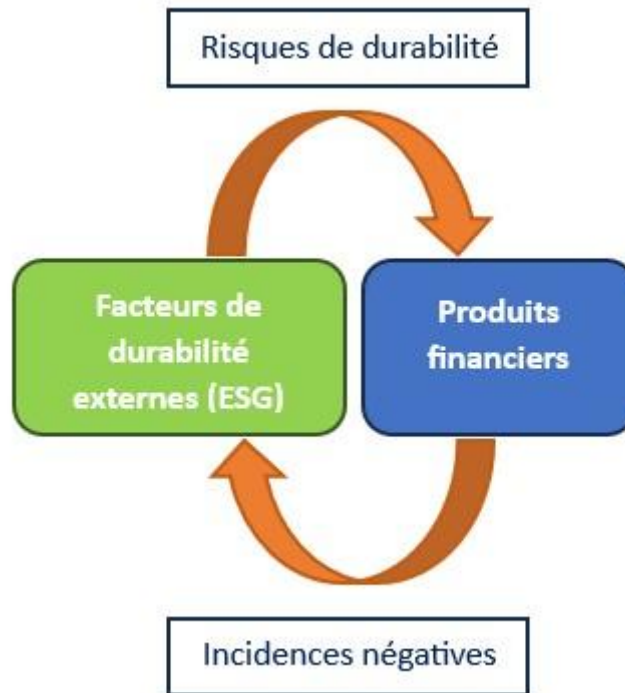 Risques de durabilité
Facteurs de
durabilité
externes (ESG)
Produits
financiers
Incidences négatives